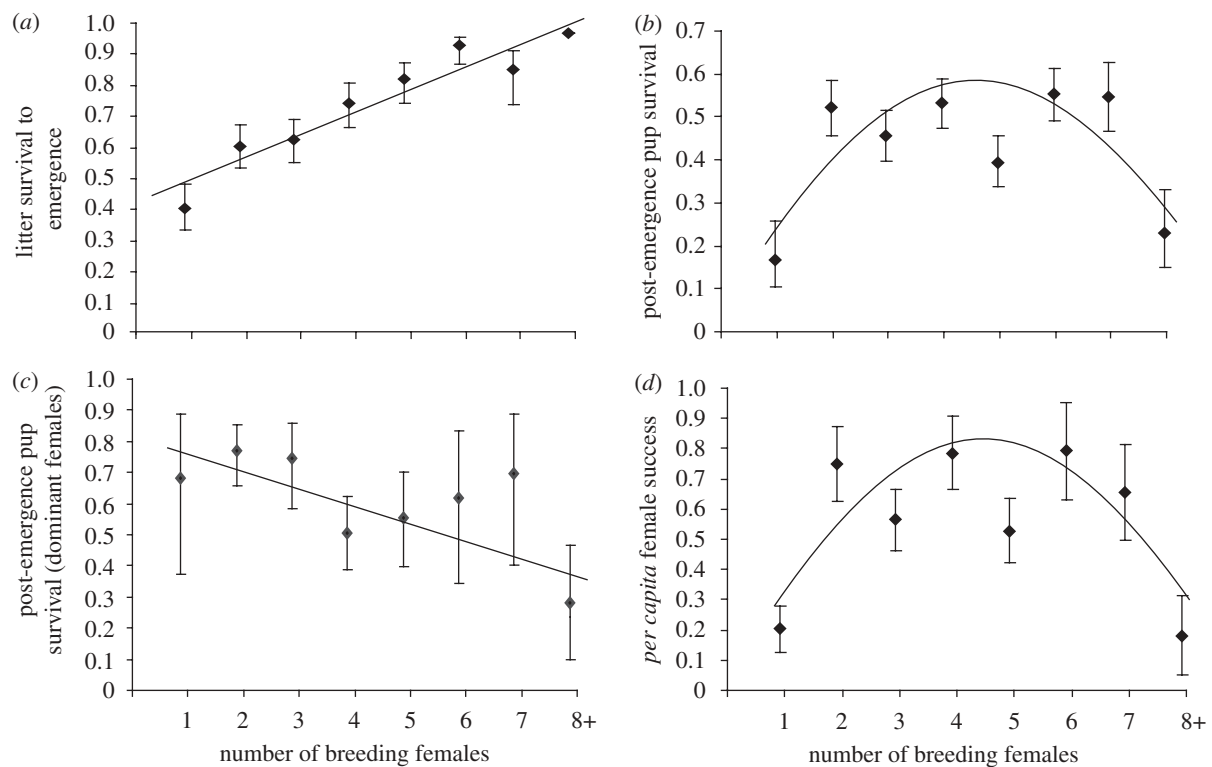 (a)
1.0
0.9
0.8
0.7
0.6
0.5
0.4
0.3
0.2
0.1
0
litter survival to
emergence
(b)
0.7
0.6
0.5
0.4
0.3
0.2
0.1
0
post-emergence pup survival
(c)
1.0
0.9
0.8
0.7
0.6
0.5
0.4
0.3
0.2
0.1
0
post-emergence pup
survival (dominant females)
1 2 3 4 5 6 7 8+
number of breeding females
(d)
1.0
0.9
0.8
0.7
0.6
0.5
0.4
0.3
0.2
0.1
0
per capita female success
1 2 3 4 5 6 7 8+
number of breeding females